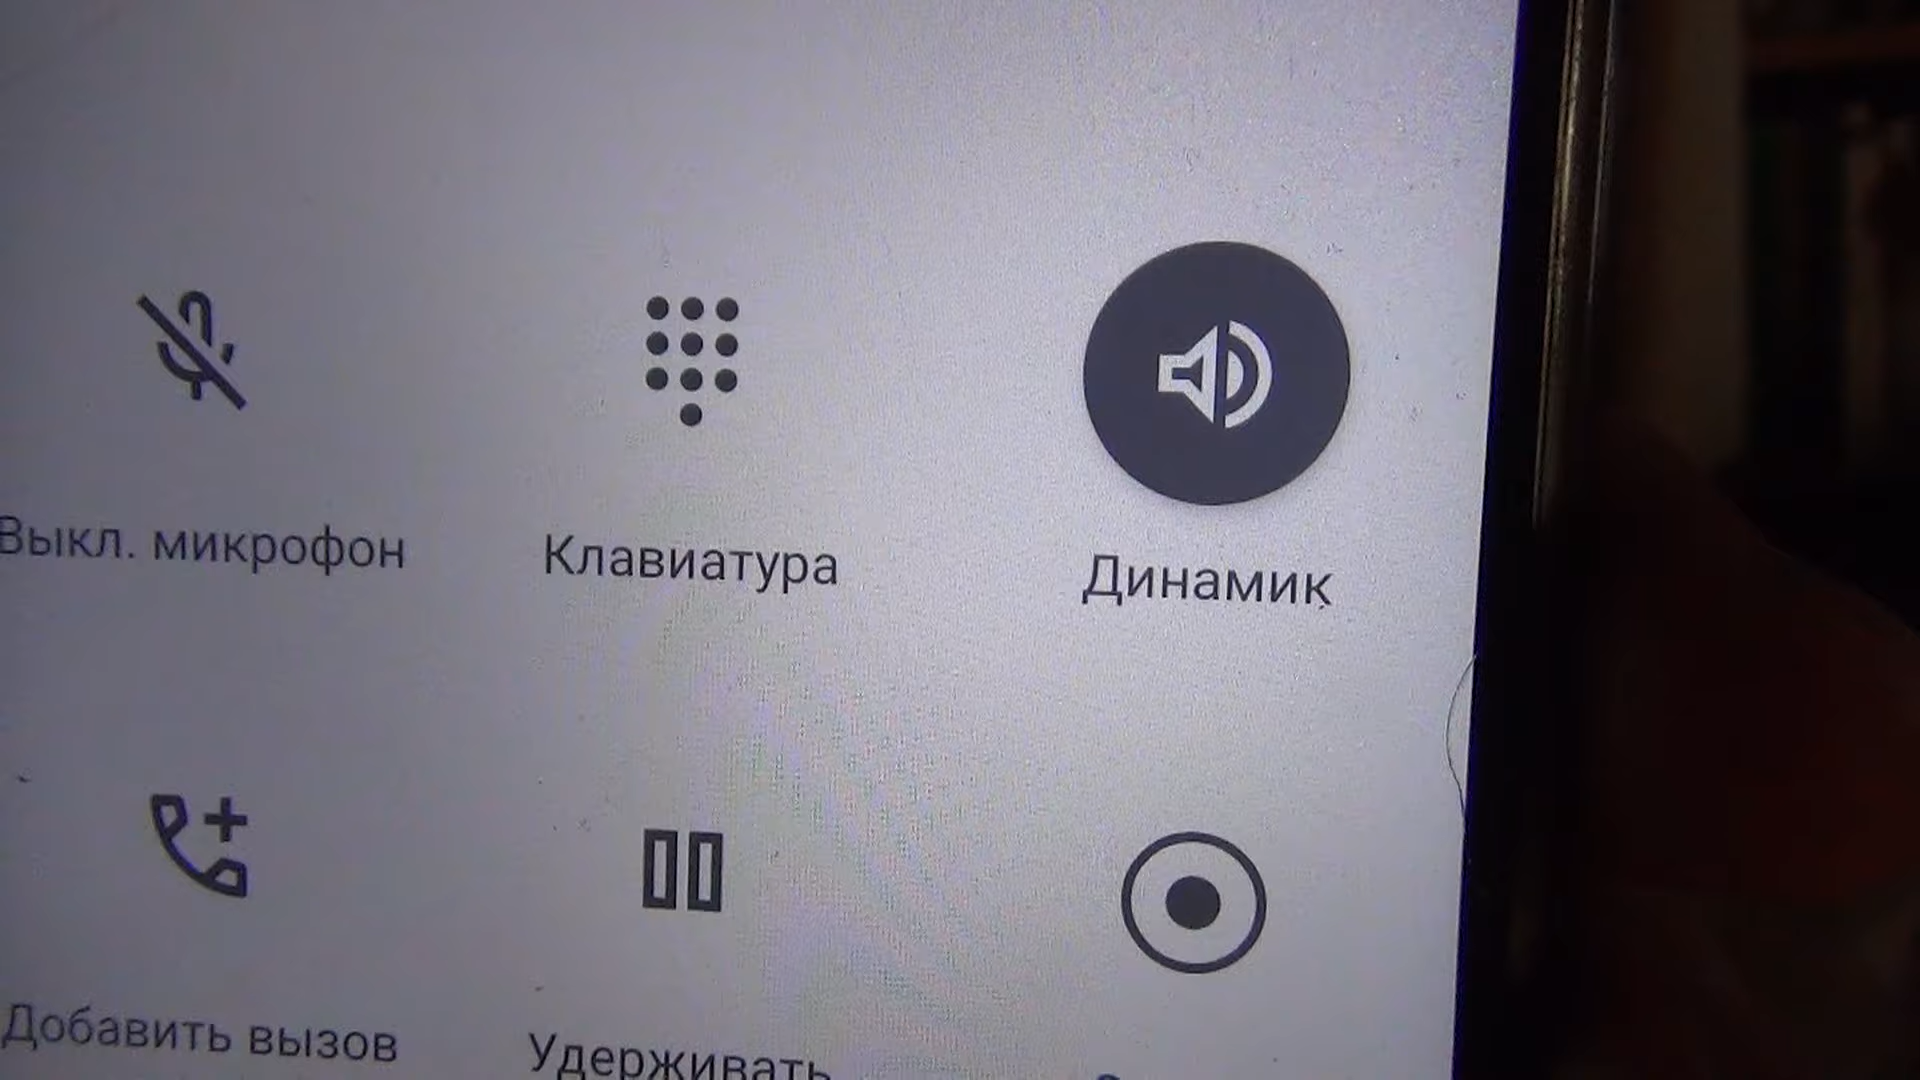 Выкл. микрофон
Клавиатура
Динамик
Добавить вызов
Удерживать